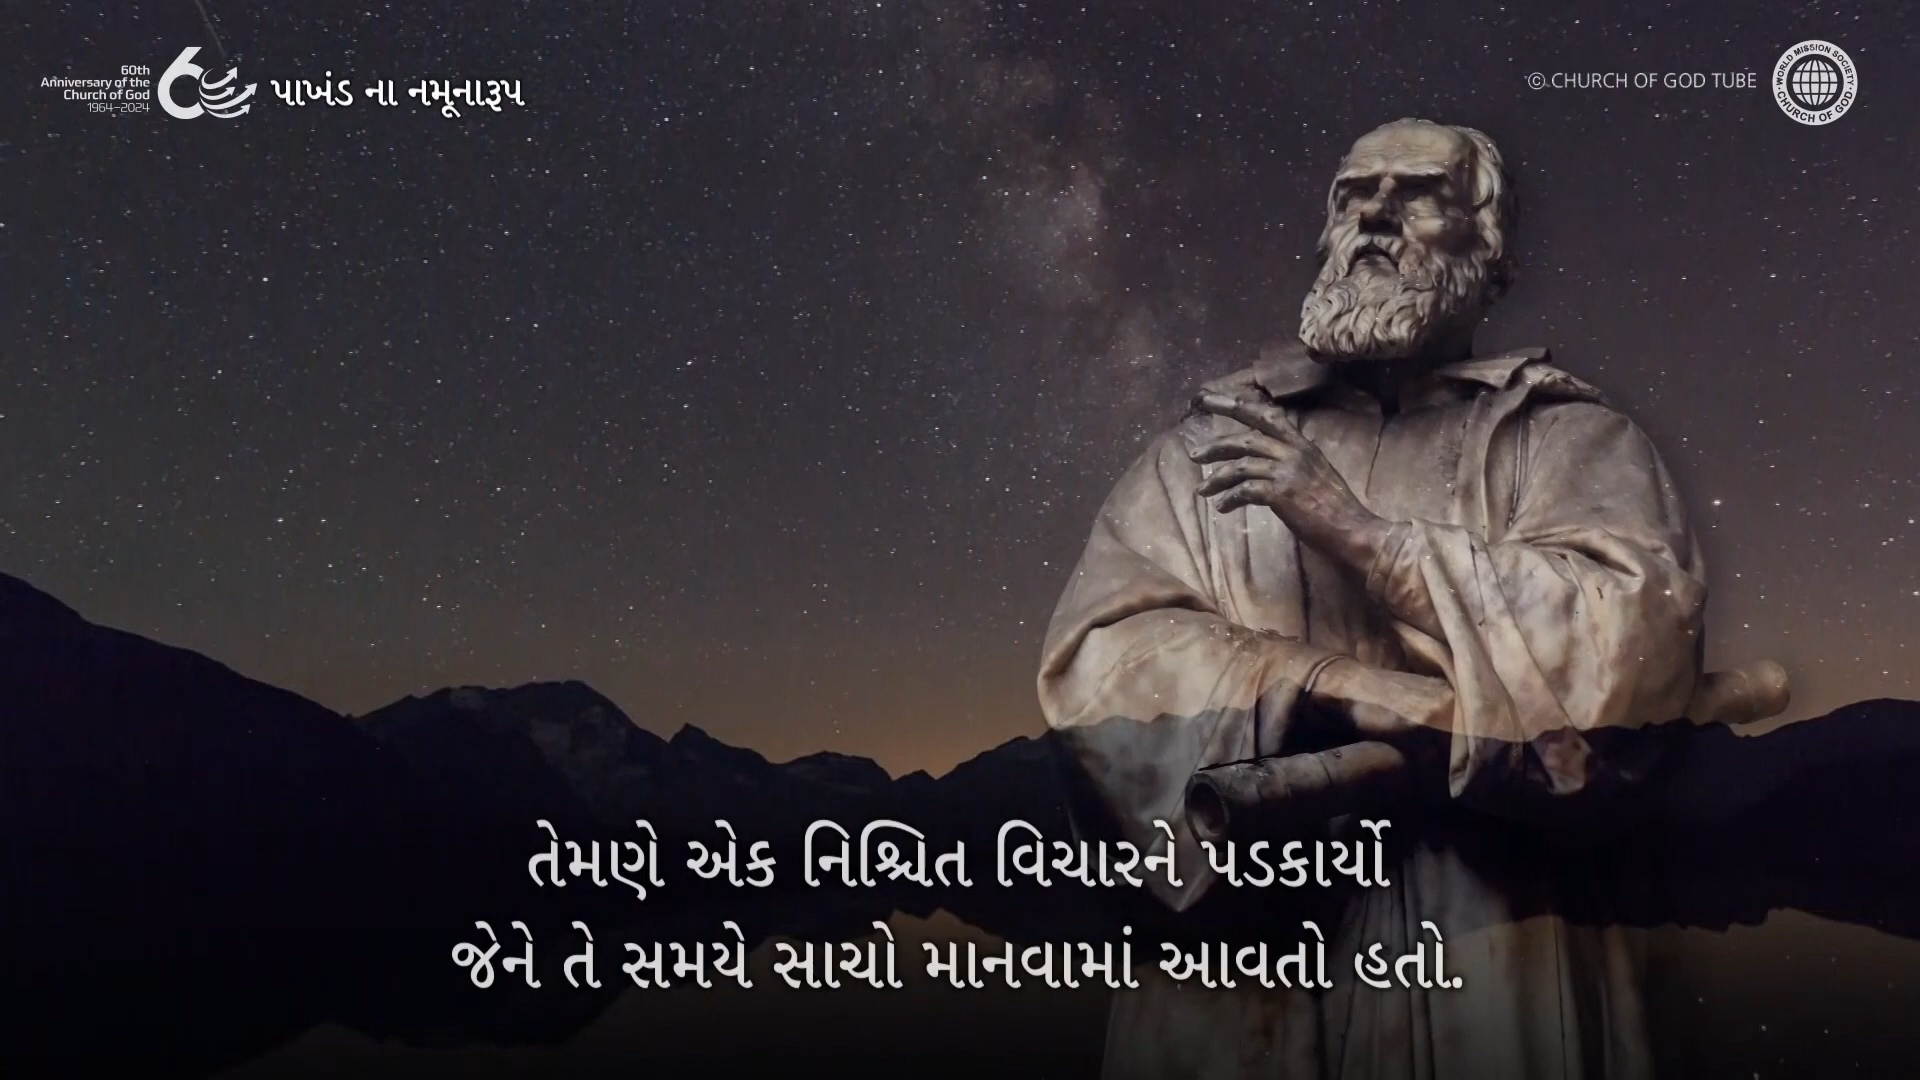 60th
Anniversary of the
Church of God
1964–2024
60
પાખંડ ના નમૂનારૂપ
© CHURCH OF GOD TUBE
WORLD MISSION SOCIETY
CHURCH OF GOD
તેમણે એક નિશ્ચિત વિચારને પડકાર્યો
જેને તે સમયે સાચો માનવામાં આવતો હતો.